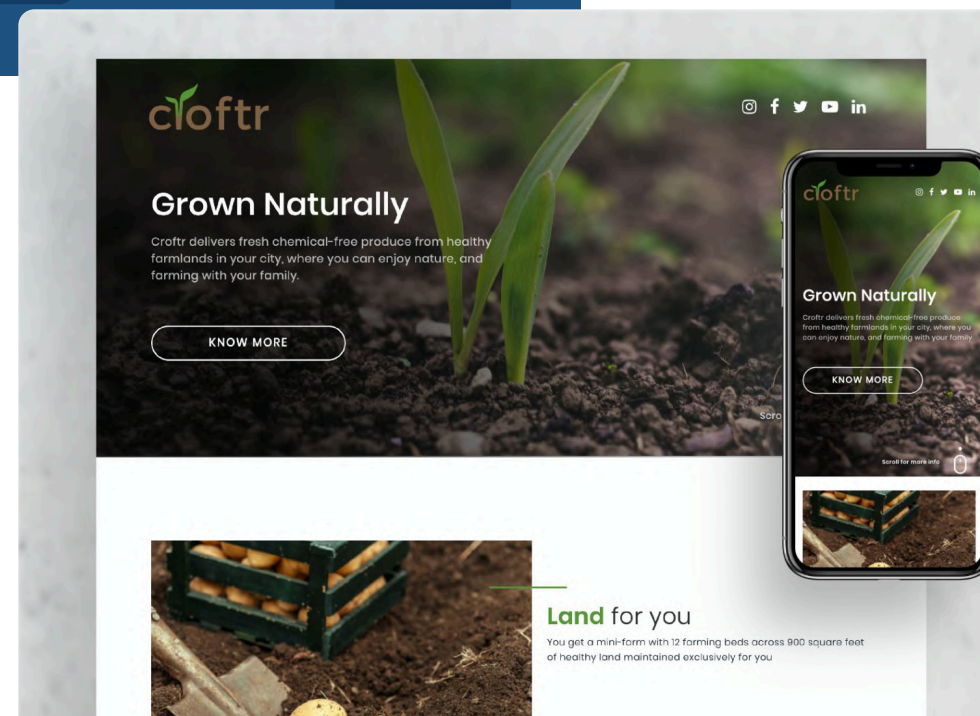 croftr
Grown Naturally
Croftr delivers fresh chemical-free produce from healthy
farmlands in your city, where you can enjoy nature, and
farming with your family.
KNOW MORE
Scro
Land for you
You get a mini-form with 12 forming beds across 900 square feet
of healthy land maintained exclusively for you
croftr
Grown Naturally
Croftr delivers fresh chemical-free produce
from healthy farmlands in your city, where you
can enjoy nature, and farming with your family.
KNOW MORE
Scroll for more info